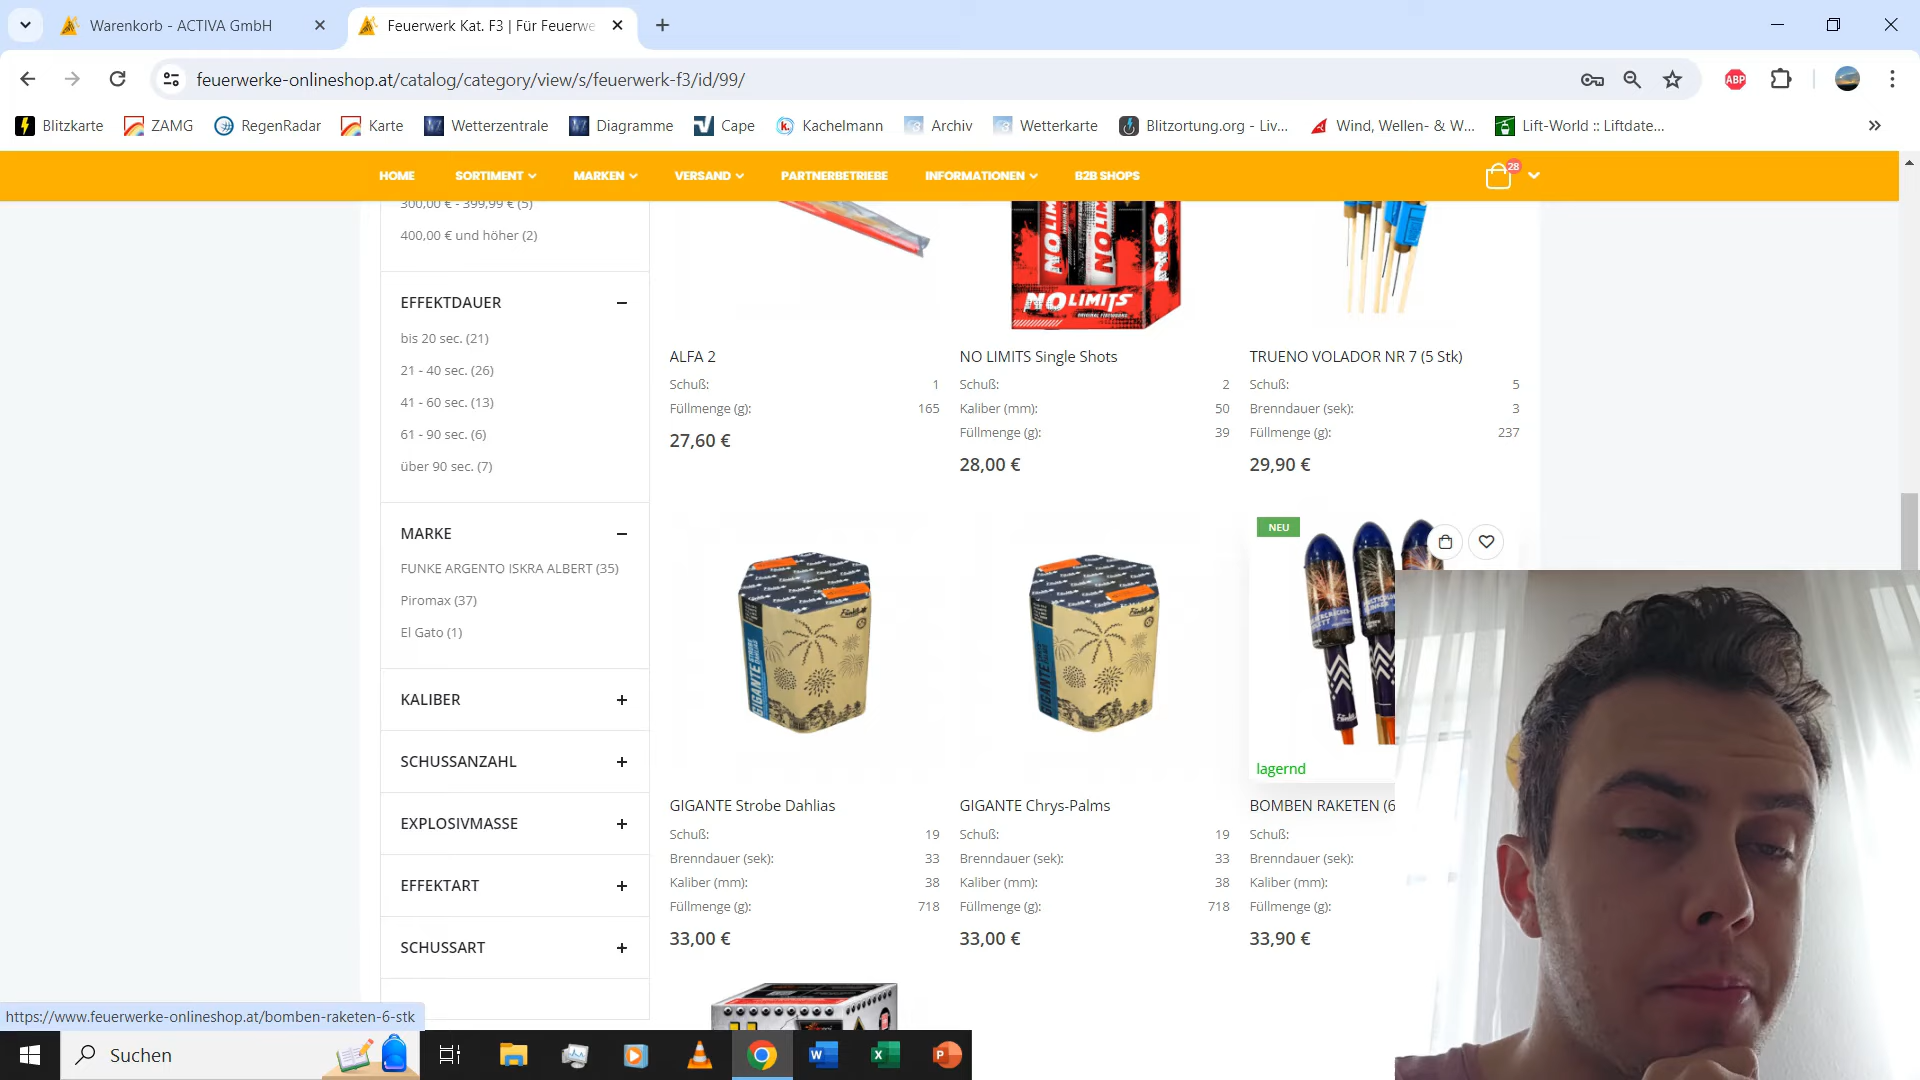 Warenkorb - ACTIVA GmbH
Feuerwerk Kat. F3 | Für Feuerwe
feuerwerke-onlineshop.at/catalog/category/view/s/feuerwerk-f3/id/99/
ABP
Blitzkarte
ZAMG
RegenRadar
Karte
Wetterzentrale
Diagramme
Cape
Kachelmann
Archiv
Wetterkarte
Blitzortung.org - Liv...
Wind, Wellen- & W...
Lift-World :: Liftdate...
HOME
SORTIMENT
MARKEN
VERSAND
PARTNERBETRIEBE
INFORMATIONEN
B2B SHOPS
28
300,00 € - 399,99 € (5)
400,00 € und höher (2)
EFFEKTDAUER
bis 20 sec. (21)
21 - 40 sec. (26)
41 - 60 sec. (13)
61 - 90 sec. (6)
über 90 sec. (7)
MARKE
FUNKE ARGENTO ISKRA ALBERT (35)
Piromax (37)
El Gato (1)
KALIBER
SCHUSSANZAHL
EXPLOSIVMASSE
EFFEKTART
SCHUSSART
NO LIMITS
ALFA 2
Schuß: 1
Füllmenge (g): 165
27,60 €
NO LIMITS Single Shots
Schuß: 2
Kaliber (mm): 50
Füllmenge (g): 39
28,00 €
TRUENO VOLADOR NR 7 (5 Stk)
Schuß: 5
Brenndauer (sek): 3
Füllmenge (g): 237
29,90 €
GIGANTE
GIGANTE Strobe Dahlias
Schuß: 19
Brenndauer (sek): 33
Kaliber (mm): 38
Füllmenge (g): 718
33,00 €
GIGANTE
GIGANTE Chrys-Palms
Schuß: 19
Brenndauer (sek): 33
Kaliber (mm): 38
Füllmenge (g): 718
33,00 €
NEU
lagernd
BOMBEN RAKETEN (6
Schuß:
Brenndauer (sek):
Kaliber (mm):
Füllmenge (g):
33,90 €
https://www.feuerwerke-onlineshop.at/bomben-raketen-6-stk
Suchen